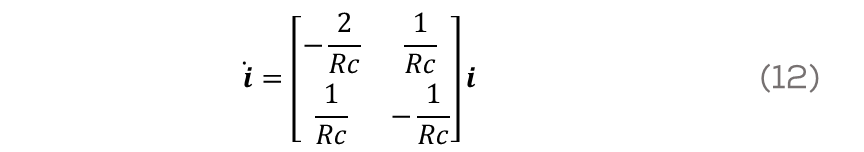 i̇ = [ −2/Rc 1/Rc ; 1/Rc −1/Rc ] i (12)